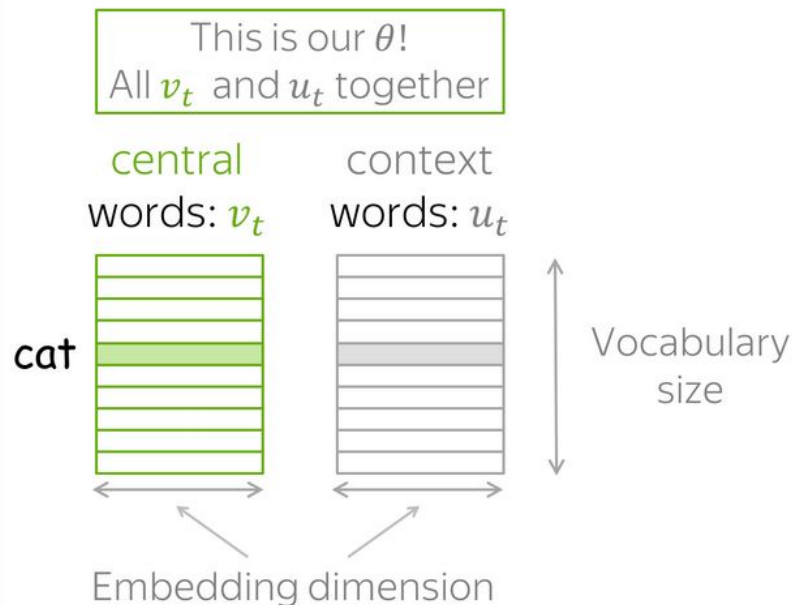 This is our θ!
All v_t and u_t together
central
words: v_t
context
words: u_t
cat
Vocabulary
size
Embedding dimension